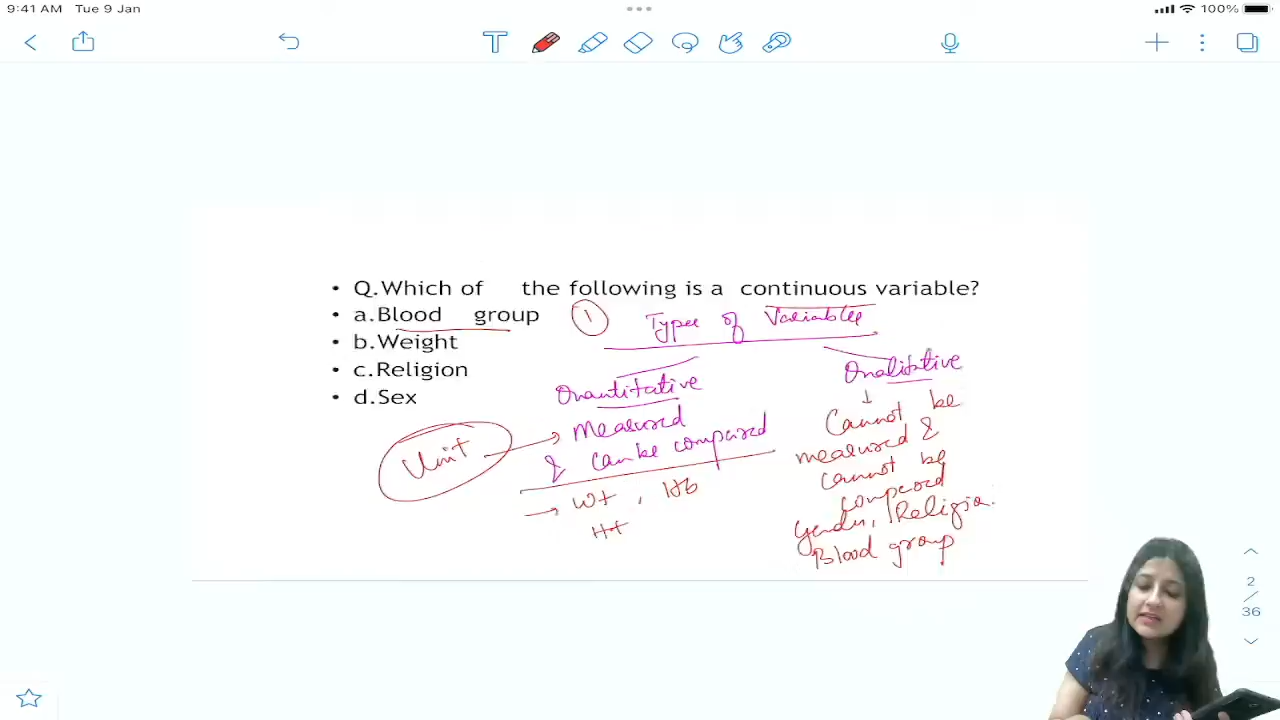 9:41 AM Tue 9 Jan
100%
T
• Q.Which of the following is a continuous variable?
• a.Blood group
• b.Weight
• c.Religion
• d.Sex
1 Types of Variables
Quantitative
Measured
& can be compared
Unit
Wt, Hb
Ht
Qualitative
Cannot be
measured &
cannot be
compared
Gender, Religion
Blood group
2
/
36